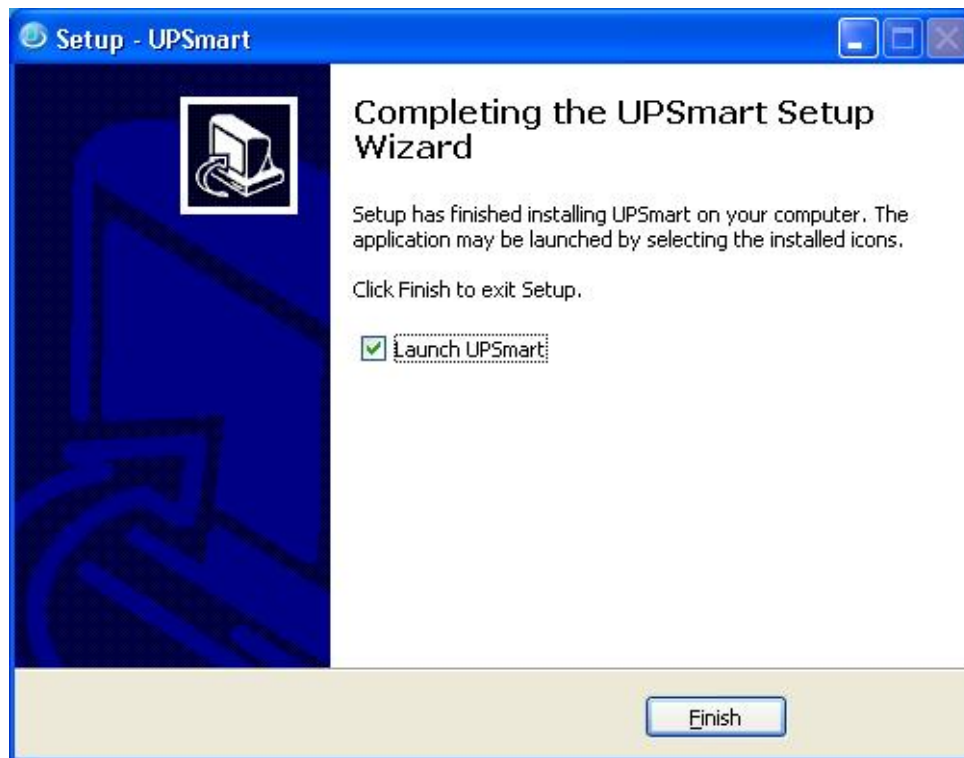 Setup - UPSmart
Completing the UPSmart Setup
Wizard
Setup has finished installing UPSmart on your computer. The
application may be launched by selecting the installed icons.
Click Finish to exit Setup.
Launch UPSmart
Finish